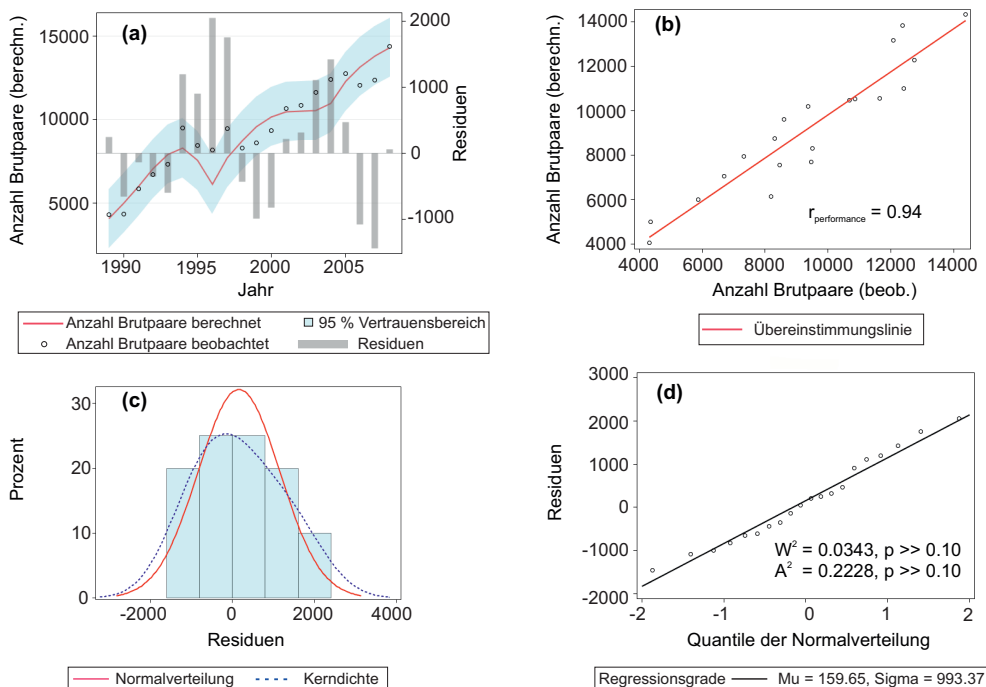 (a)
Anzahl Brutpaare (berechn.)
15000
10000
5000
2000
1000
0
-1000
Residuen
1990 1995 2000 2005
Jahr
Anzahl Brutpaare berechnet
95 % Vertrauensbereich
Anzahl Brutpaare beobachtet
Residuen
(b)
Anzahl Brutpaare (berechn.)
14000
12000
10000
8000
6000
4000
r performance = 0.94
4000 6000 8000 10000 12000 14000
Anzahl Brutpaare (beob.)
Übereinstimmungslinie
(c)
Prozent
30
20
10
0
-2000 0 2000 4000
Residuen
Normalverteilung
Kerndichte
(d)
Residuen
3000
2000
1000
0
-1000
-2000
W² = 0.0343, p >> 0.10
A² = 0.2228, p >> 0.10
-2 -1 0 1 2
Quantile der Normalverteilung
Regressionsgrade
Mu = 159.65, Sigma = 993.37